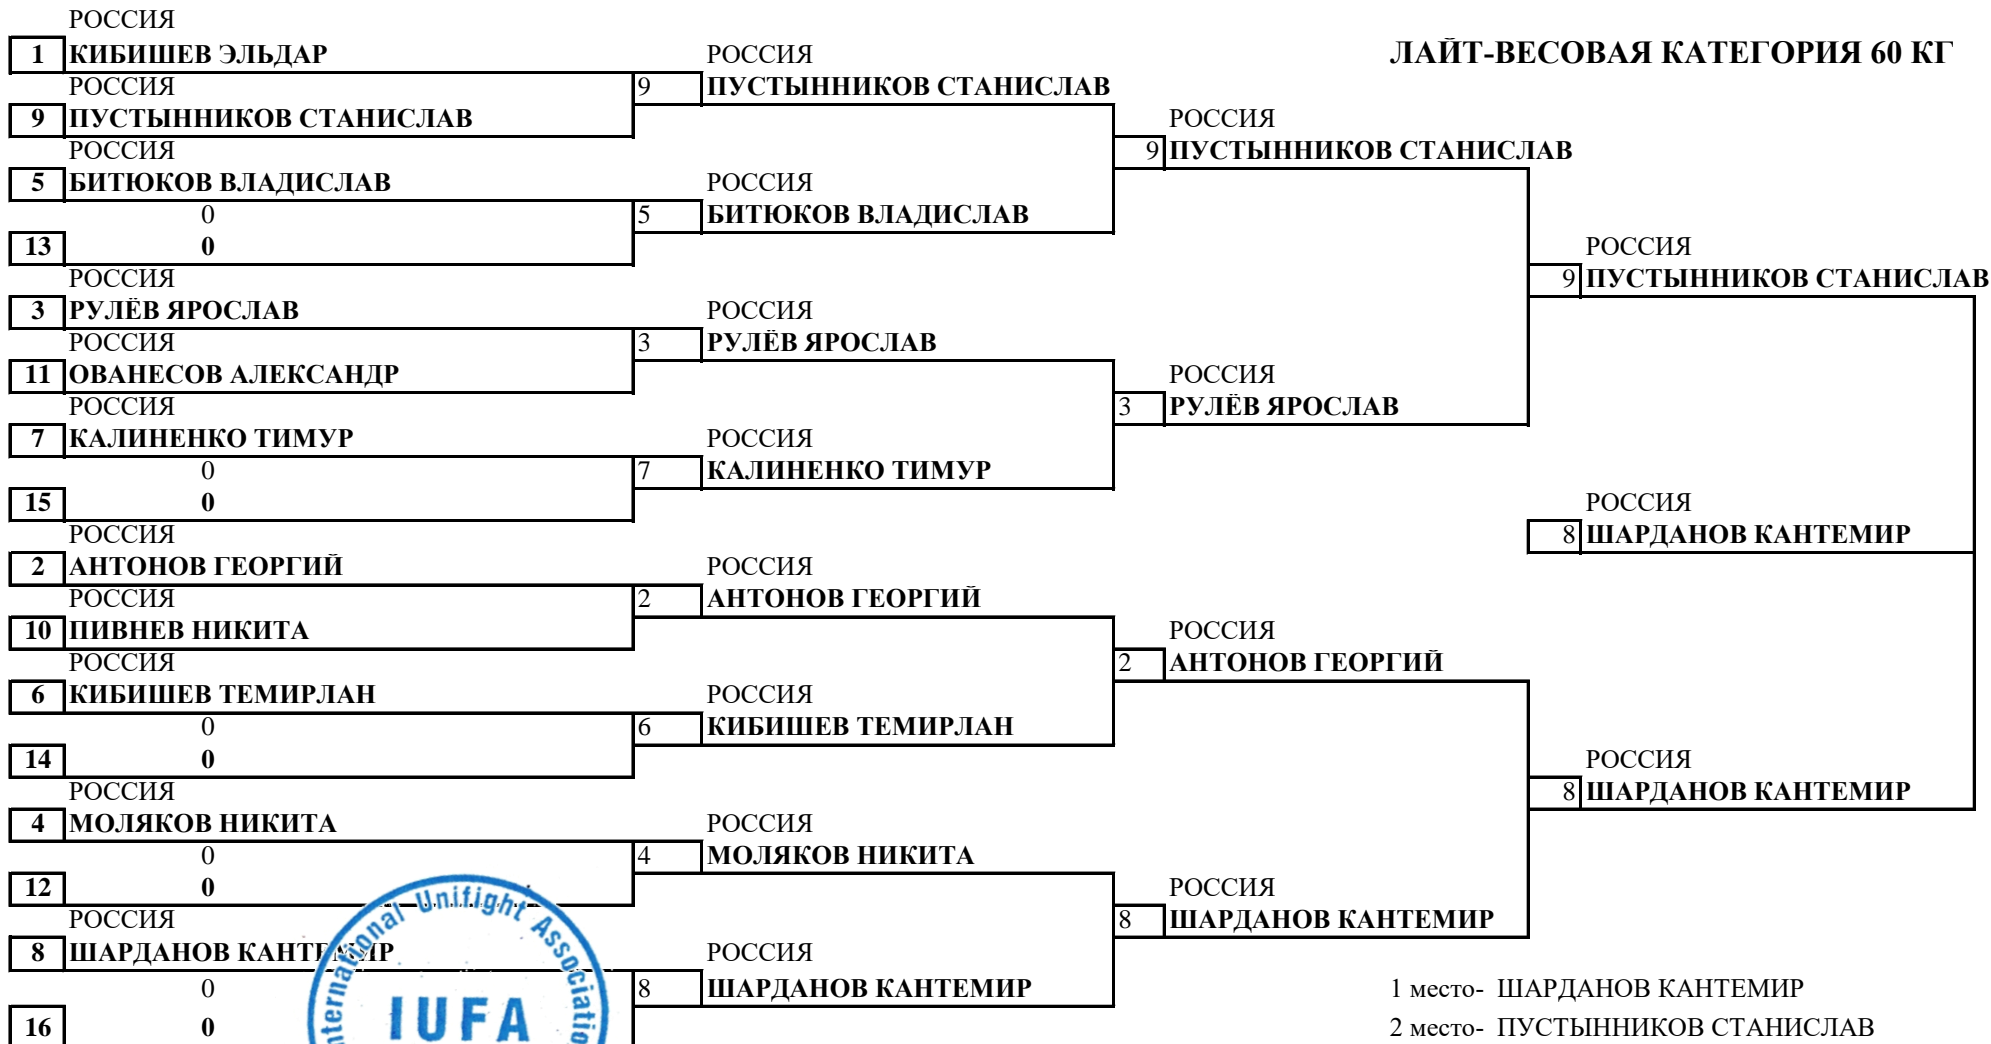 РОССИЯ
1 КИБИШЕВ ЭЛЬДАР РОССИЯ ЛАЙТ-ВЕСОВАЯ КАТЕГОРИЯ 60 КГ
РОССИЯ 9 ПУСТЫННИКОВ СТАНИСЛАВ
9 ПУСТЫННИКОВ СТАНИСЛАВ РОССИЯ
РОССИЯ 9 ПУСТЫННИКОВ СТАНИСЛАВ
5 БИТЮКОВ ВЛАДИСЛАВ РОССИЯ
0 5 БИТЮКОВ ВЛАДИСЛАВ
13 0 РОССИЯ
РОССИЯ 9 ПУСТЫННИКОВ СТАНИСЛАВ
3 РУЛЁВ ЯРОСЛАВ РОССИЯ
РОССИЯ 3 РУЛЁВ ЯРОСЛАВ
11 ОВАНЕСОВ АЛЕКСАНДР РОССИЯ
РОССИЯ 3 РУЛЁВ ЯРОСЛАВ
7 КАЛИНЕНКО ТИМУР РОССИЯ
0 7 КАЛИНЕНКО ТИМУР
15 0 РОССИЯ
РОССИЯ 8 ШАРДАНОВ КАНТЕМИР
2 АНТОНОВ ГЕОРГИЙ РОССИЯ
РОССИЯ 2 АНТОНОВ ГЕОРГИЙ
10 ПИВНЕВ НИКИТА РОССИЯ
РОССИЯ 2 АНТОНОВ ГЕОРГИЙ
6 КИБИШЕВ ТЕМИРЛАН РОССИЯ
0 6 КИБИШЕВ ТЕМИРЛАН
14 0 РОССИЯ
РОССИЯ 8 ШАРДАНОВ КАНТЕМИР
4 МОЛЯКОВ НИКИТА РОССИЯ
0 4 МОЛЯКОВ НИКИТА
12 0 РОССИЯ
РОССИЯ 8 ШАРДАНОВ КАНТЕМИР
8 ШАРДАНОВ КАНТЕМИР РОССИЯ
0 8 ШАРДАНОВ КАНТЕМИР 1 место- ШАРДАНОВ КАНТЕМИР
16 0 2 место- ПУСТЫННИКОВ СТАНИСЛАВ
International Unifight Association
IUFA